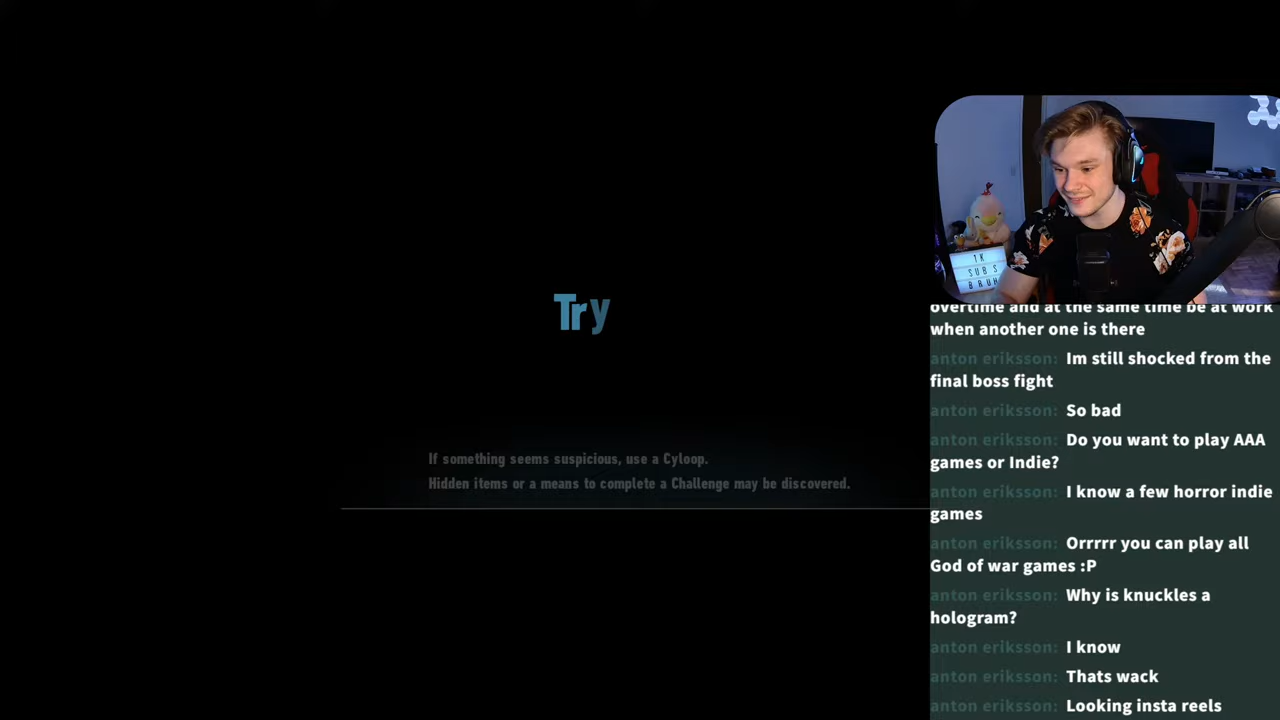 Try
If something seems suspicious, use a Cyloop.
Hidden items or a means to complete a Challenge may be discovered.
1K
SUBS
BRUH
overtime and at the same time be at work
when another one is there
anton eriksson: Im still shocked from the
final boss fight
anton eriksson: So bad
anton eriksson: Do you want to play AAA
games or Indie?
anton eriksson: I know a few horror indie
games
anton eriksson: Orrrrr you can play all
God of war games :P
anton eriksson: Why is knuckles a
hologram?
anton eriksson: I know
anton eriksson: Thats wack
anton eriksson: Looking insta reels